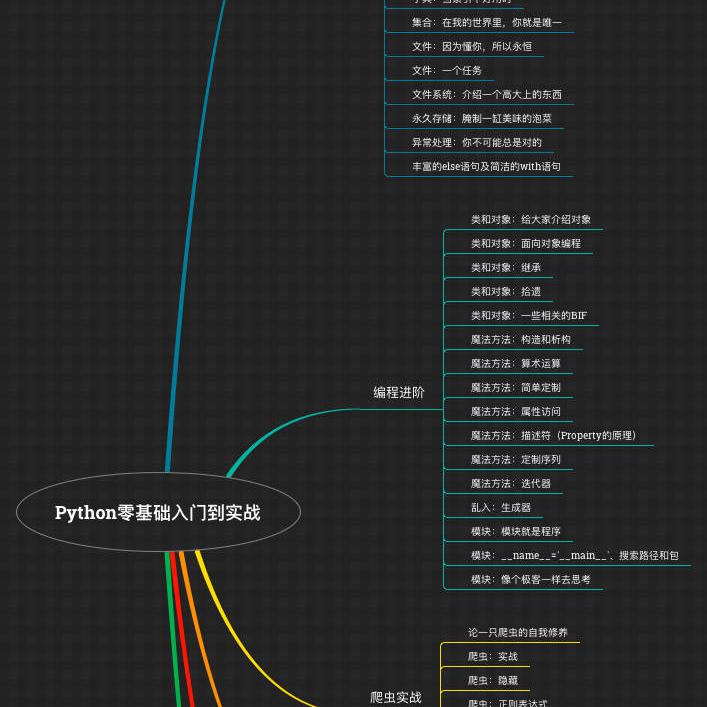 集合：在我的世界里，你就是唯一
文件：因为懂你，所以永恒
文件：一个任务
文件系统：介绍一个高大上的东西
永久存储：腌制一缸美味的泡菜
异常处理：你不可能总是对的
丰富的else语句及简洁的with语句
类和对象：给大家介绍对象
类和对象：面向对象编程
类和对象：继承
类和对象：拾遗
类和对象：一些相关的BIF
魔法方法：构造和析构
魔法方法：算术运算
魔法方法：简单定制
编程进阶
魔法方法：属性访问
魔法方法：描述符（Property的原理）
魔法方法：定制序列
魔法方法：迭代器
乱入：生成器
Python零基础入门到实战
模块：模块就是程序
模块：__name__='__main__'、搜索路径和包
模块：像个极客一样去思考
论一只爬虫的自我修养
爬虫：实战
爬虫：隐藏
爬虫实战
爬虫：正则表达式